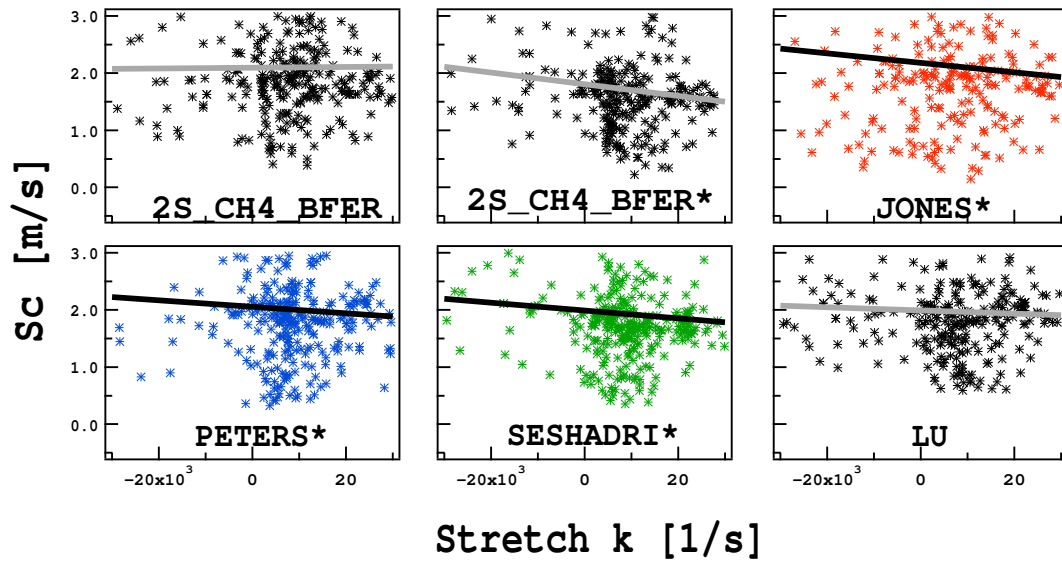 3.0
2.0
1.0
0.0
2S_CH4_BFER
2S_CH4_BFER*
JONES*
Sc [m/s]
3.0
2.0
1.0
0.0
PETERS*
SESHADRI*
LU
−20x10³ 0 20
−20x10³ 0 20
−20x10³ 0 20
Stretch k [1/s]